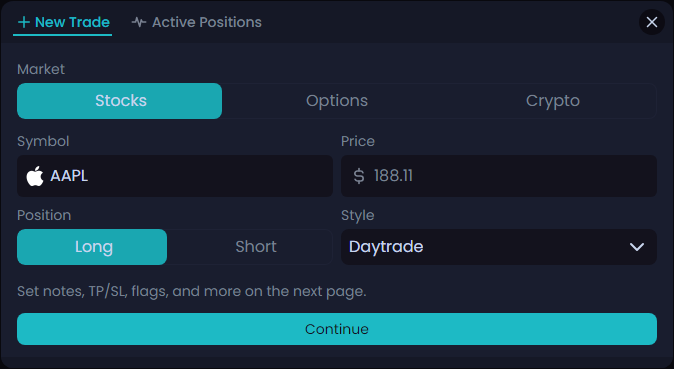 New Trade Active Positions
Market
Stocks Options Crypto
Symbol Price
AAPL $ 188.11
Position Style
Long Short Daytrade
Set notes, TP/SL, flags, and more on the next page.
Continue